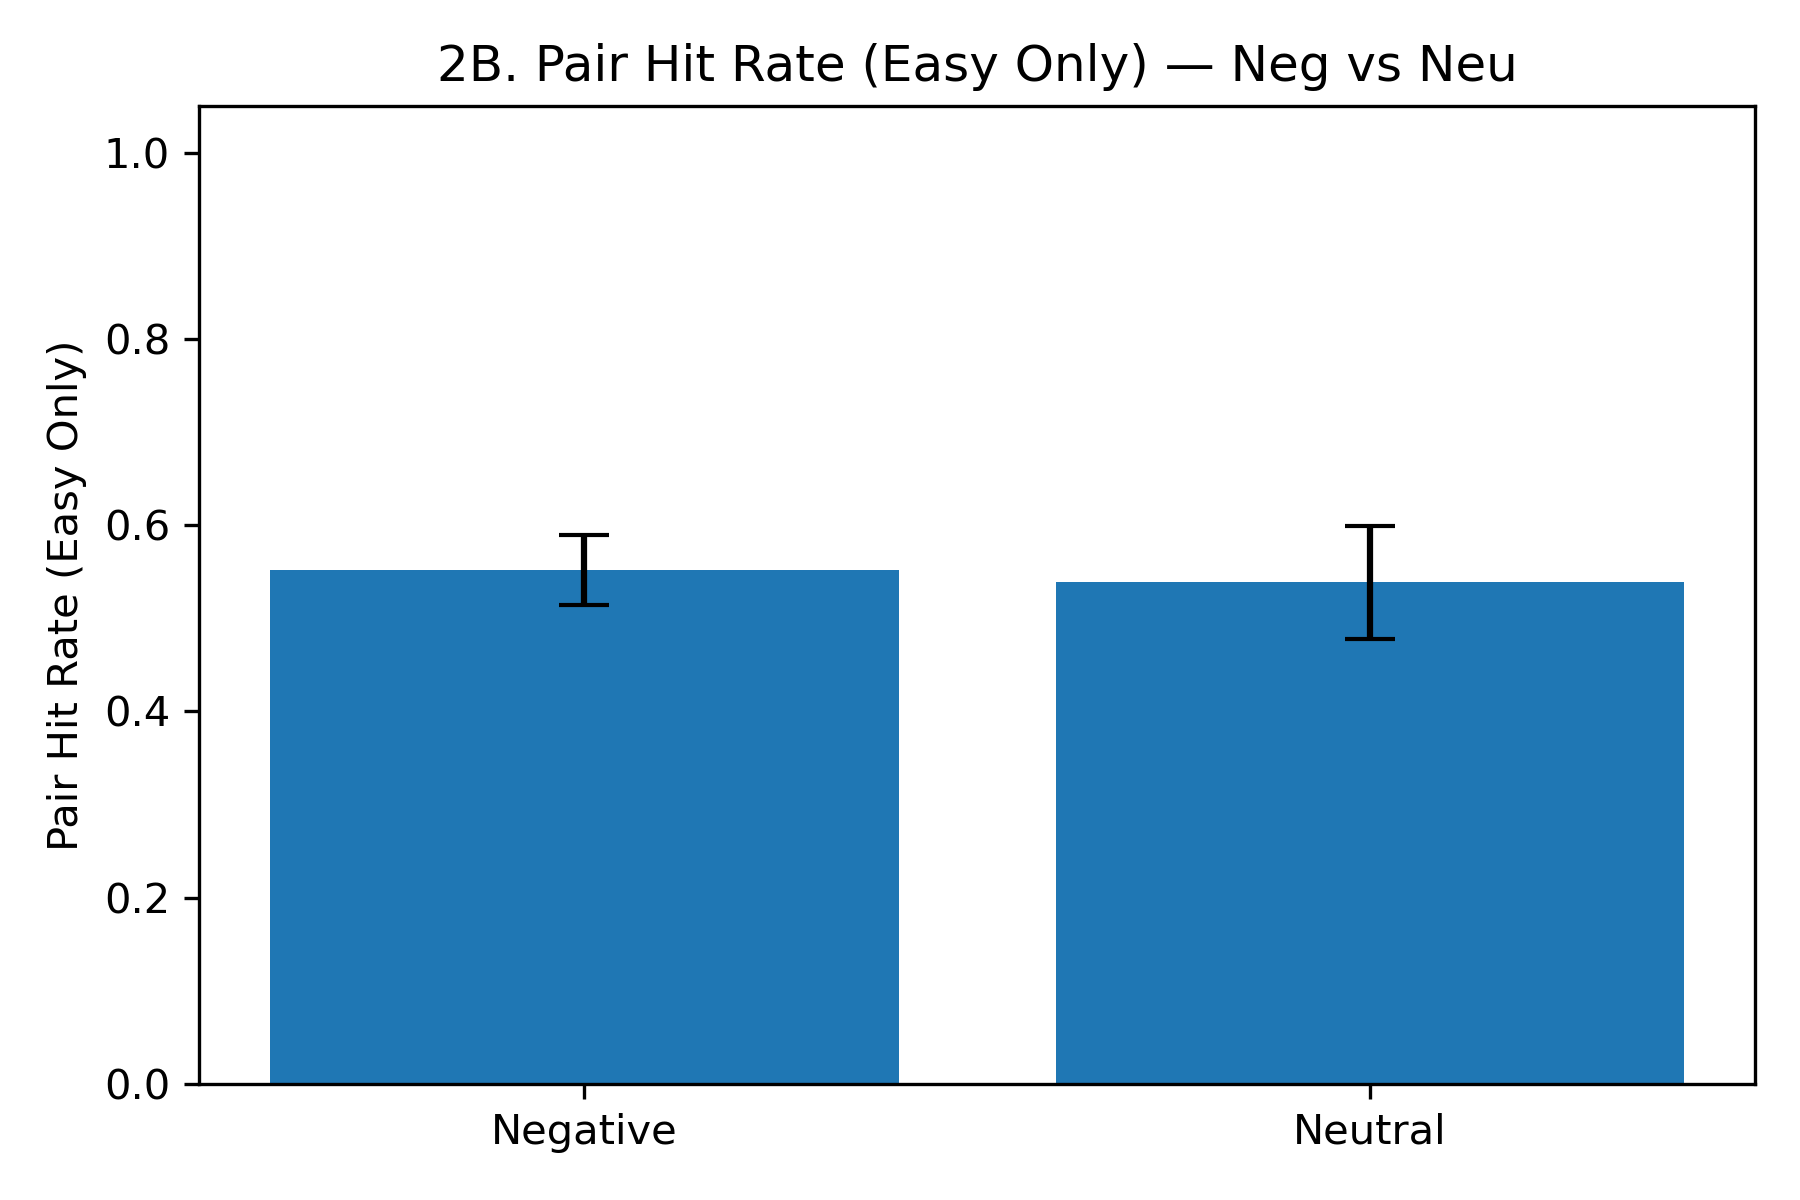 2B. Pair Hit Rate (Easy Only) — Neg vs Neu
Pair Hit Rate (Easy Only)
1.0
0.8
0.6
0.4
0.2
0.0
Negative
Neutral